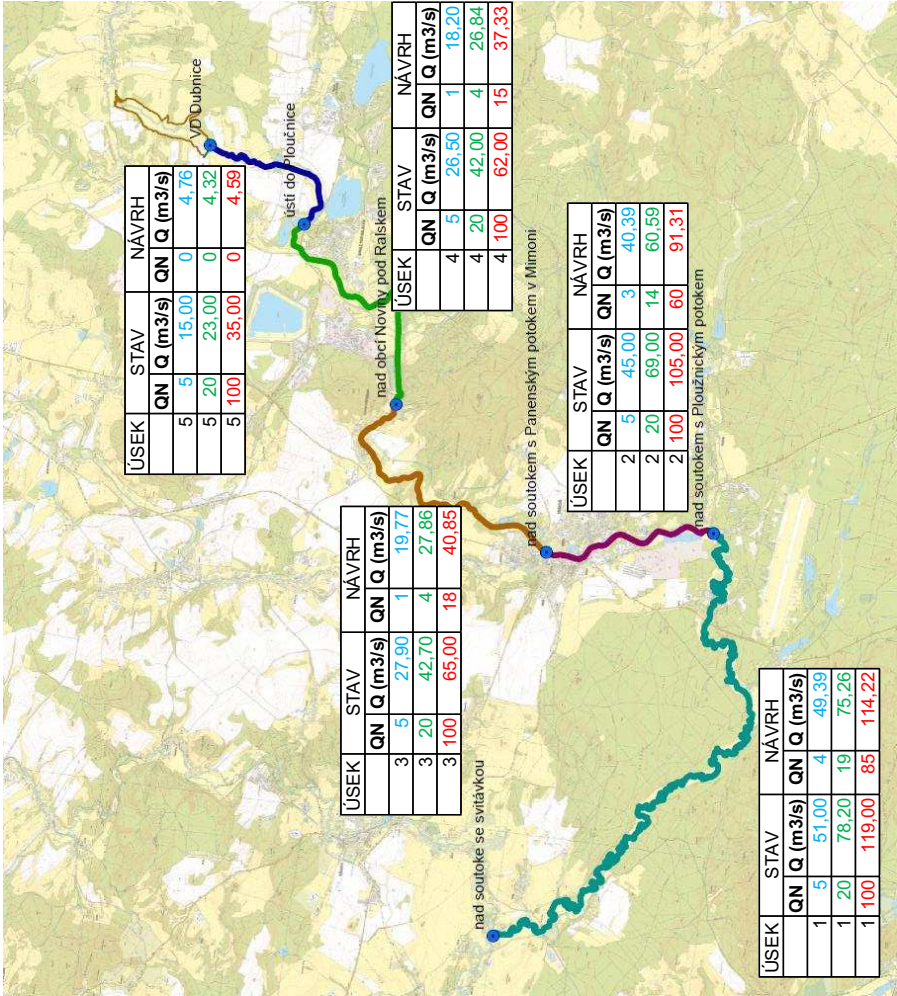 VD Dubnice
ústí do Ploučnice
nad obcí Noviny pod Ralskem
nad soutokem s Panenským potokem v Mimoni
nad soutokem s Ploužnickým potokem
nad soutoke se svitávkou
ÚSEK STAV NÁVRH
QN Q (m3/s) QN Q (m3/s)
5 5 15,00 0 4,76
5 20 23,00 0 4,32
5 100 35,00 0 4,59
ÚSEK STAV NÁVRH
QN Q (m3/s) QN Q (m3/s)
4 5 26,50 1 18,20
4 20 42,00 4 26,84
4 100 62,00 15 37,33
ÚSEK STAV NÁVRH
QN Q (m3/s) QN Q (m3/s)
3 5 27,90 1 19,77
3 20 42,70 4 27,86
3 100 65,00 18 40,85
ÚSEK STAV NÁVRH
QN Q (m3/s) QN Q (m3/s)
2 5 45,00 3 40,39
2 20 69,00 14 60,59
2 100 105,00 60 91,31
ÚSEK STAV NÁVRH
QN Q (m3/s) QN Q (m3/s)
1 5 51,00 4 49,39
1 20 78,20 19 75,26
1 100 119,00 85 114,22